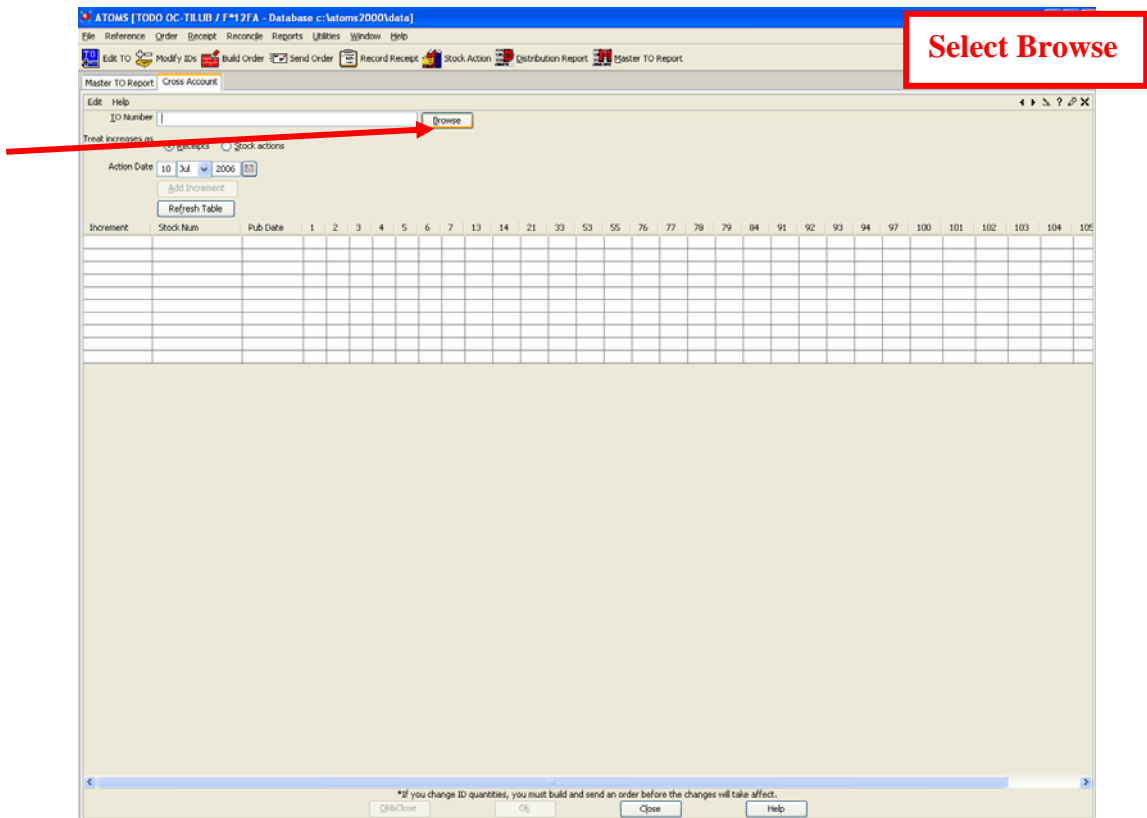 ATOMS [TODO OC-TILUB / F*12FA - Database c:\atoms2000\data]
Select Browse
File Reference Order Receipt Reconcile Reports Utilities Window Help
Edit TO Modify IDs Build Order Send Order Record Receipt Stock Action Distribution Report Master TO Report
Master TO Report Cross Account
Edit Help
TO Number Browse
Treat increases as Receipts Stock actions
Action Date 10 Jul 2006
Add Increment
Refresh Table
Increment Stock Num Pub Date 1 2 3 4 5 6 7 13 14 21 33 53 55 76 77 78 79 84 91 92 93 94 97 100 101 102 103 104 105
*If you change ID quantities, you must build and send an order before the changes will take affect.
Ok&Close Ok Close Help